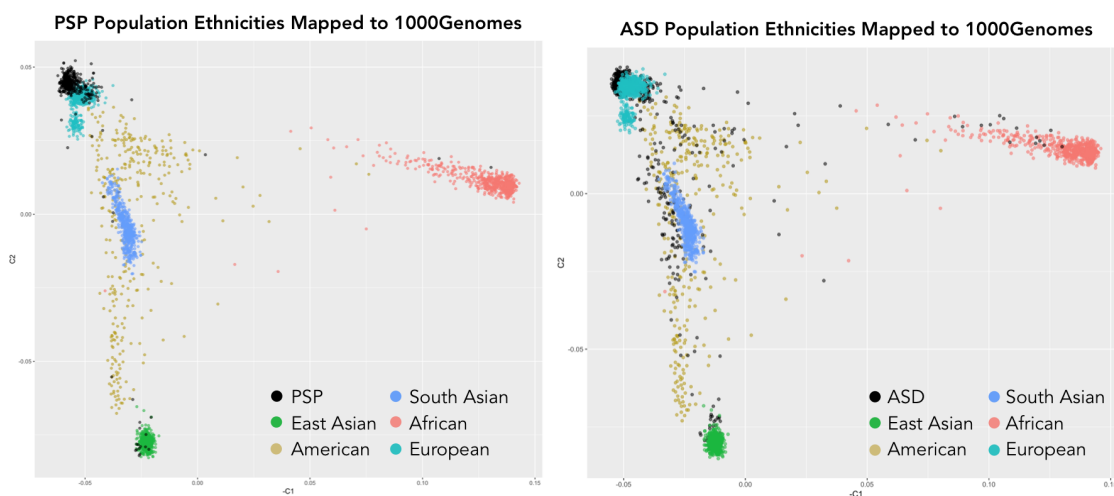 PSP Population Ethnicities Mapped to 1000Genomes
0.05-
0.00-
-0.05-
C2
-0.05
0.00
0.05
0.10
0.15
-C1
PSP
South Asian
East Asian
African
American
European
ASD Population Ethnicities Mapped to 1000Genomes
0.00-
-0.05-
C2
-0.05
0.00
0.05
0.10
0.1
-C1
ASD
South Asian
East Asian
African
American
European